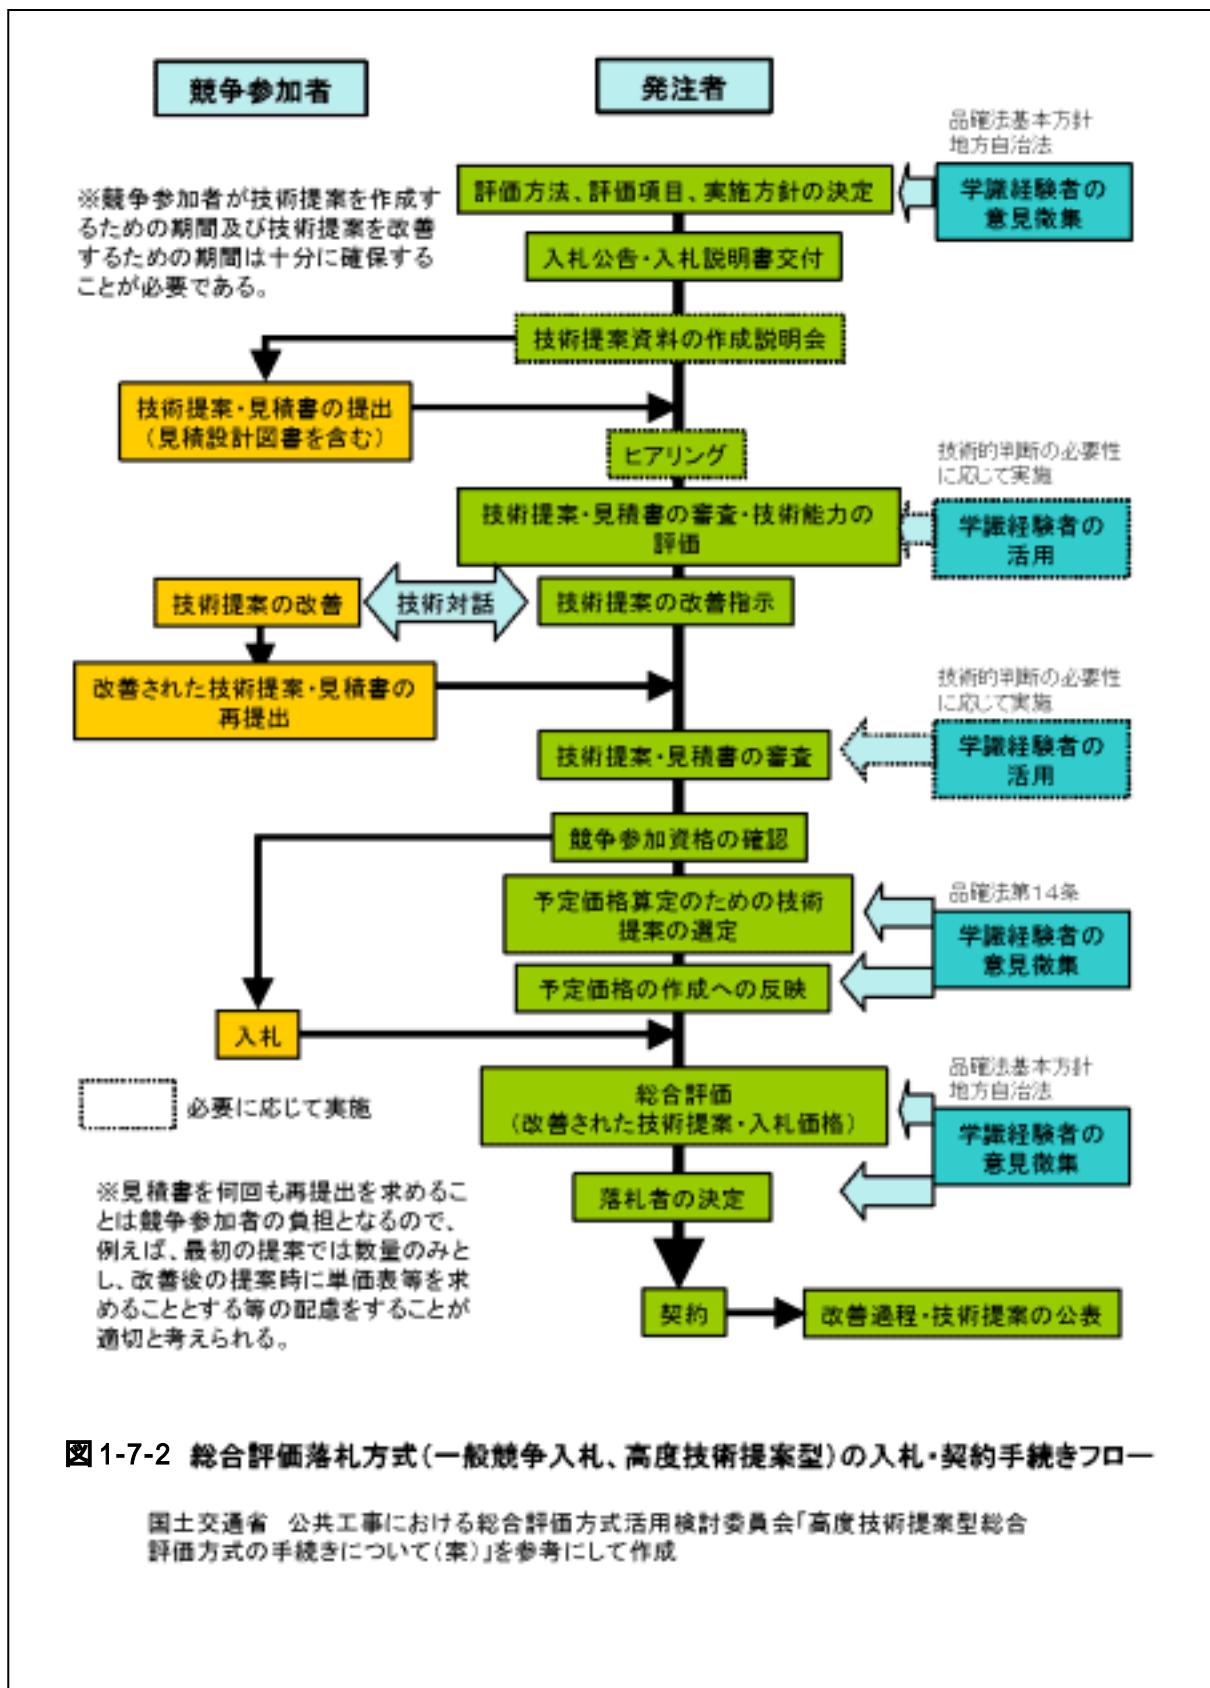 競争参加者
発注者
品確法基本方針
地方自治法
評価方法、評価項目、実施方針の決定
学識経験者の
意見徴集
※競争参加者が技術提案を作成す
るための期間及び技術提案を改善
するための期間は十分に確保する
ことが必要である。
入札公告・入札説明書交付
技術提案資料の作成説明会
技術提案・見積書の提出
（見積設計図書を含む）
ヒアリング
技術的判断の必要性
に応じて実施
技術提案・見積書の審査・技術能力の
評価
学識経験者の
活用
技術提案の改善
技術対話
技術提案の改善指示
改善された技術提案・見積書の
再提出
技術的判断の必要性
に応じて実施
技術提案・見積書の審査
学識経験者の
活用
競争参加資格の確認
予定価格算定のための技術
提案の選定
品確法第14条
学識経験者の
意見徴集
予定価格の作成への反映
入札
総合評価
（改善された技術提案・入札価格）
品確法基本方針
地方自治法
学識経験者の
意見徴集
必要に応じて実施
落札者の決定
※見積書を何回も再提出を求めるこ
とは競争参加者の負担となるので、
例えば、最初の提案では数量のみと
し、改善後の提案時に単価表等を求
めることとする等の配慮をすることが
適切と考えられる。
契約
改善過程・技術提案の公表
図1-7-2 総合評価落札方式（一般競争入札、高度技術提案型）の入札・契約手続きフロー
国土交通省 公共工事における総合評価方式活用検討委員会「高度技術提案型総合
評価方式の手続きについて（案）」を参考にして作成